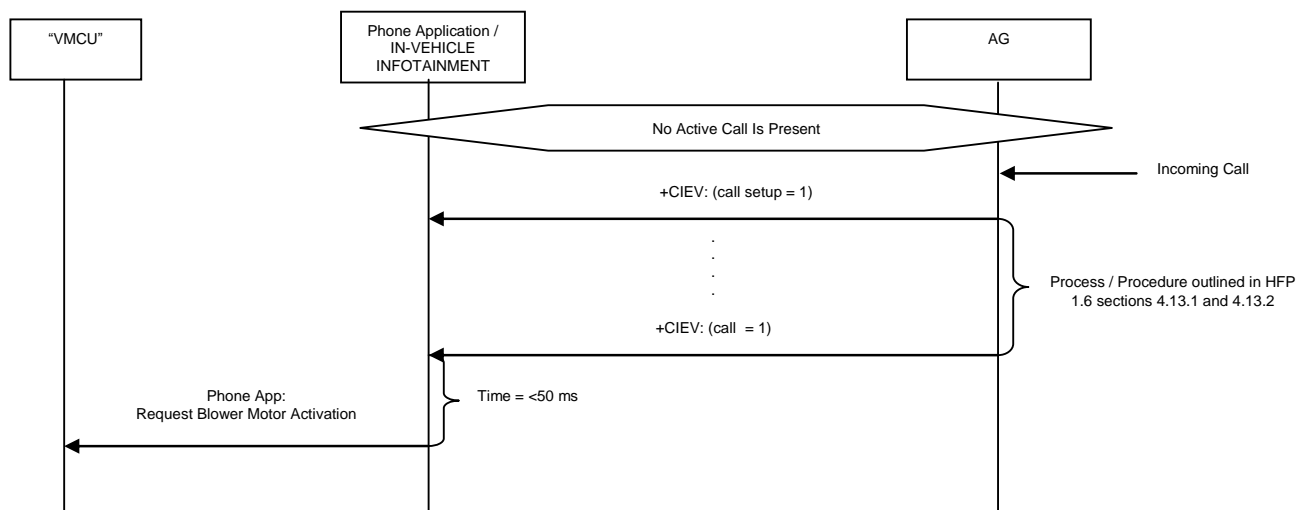 “VMCU”
Phone Application /
IN-VEHICLE
INFOTAINMENT
AG
No Active Call Is Present
Incoming Call
+CIEV: (call setup = 1)
.
.
.
.
Process / Procedure outlined in HFP
1.6 sections 4.13.1 and 4.13.2
+CIEV: (call = 1)
Phone App:
Request Blower Motor Activation
Time = <50 ms